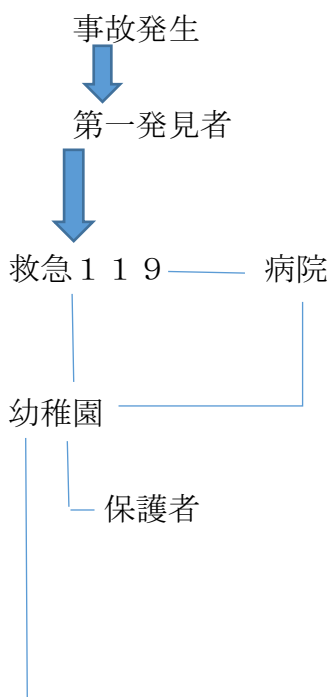 事故発生
第一発見者
救急１１９
病院
幼稚園
保護者